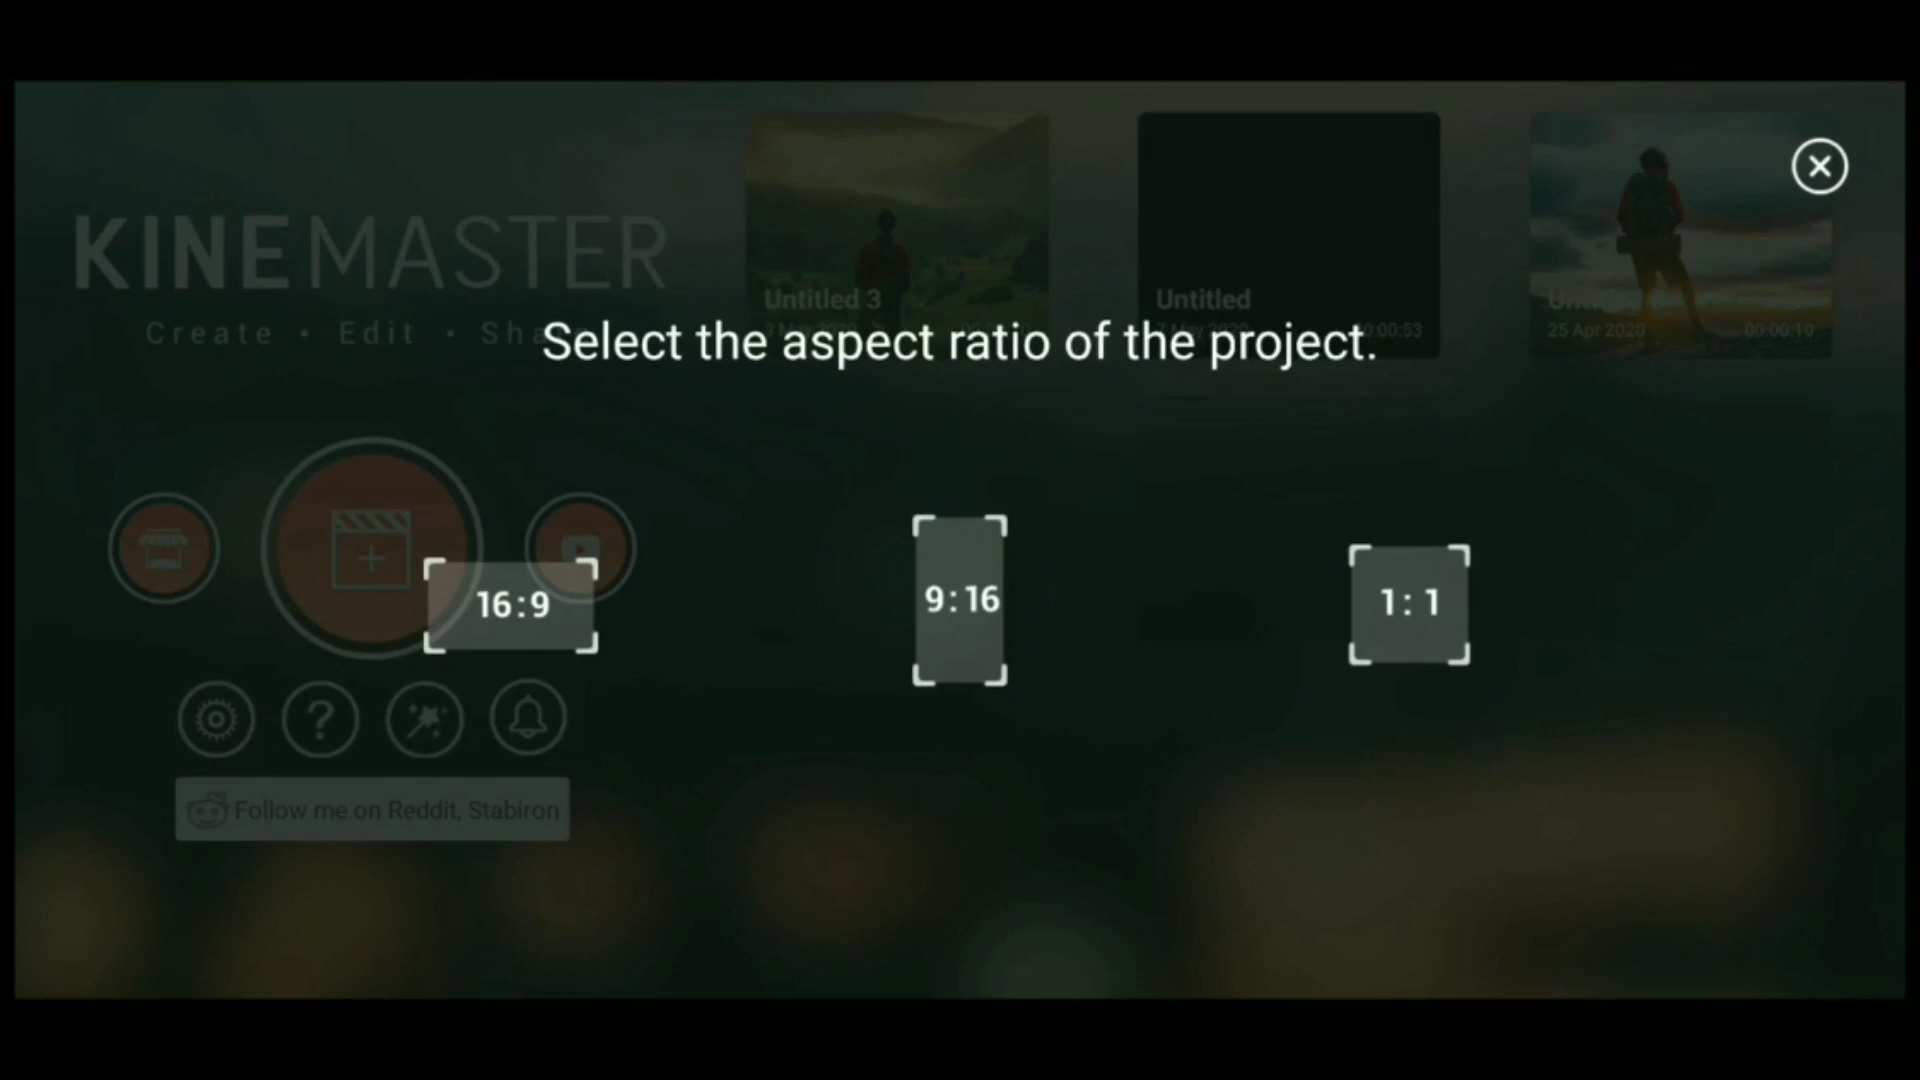 KINEMASTER
Create • Edit • Sha
Untitled 3
Untitled
25 Apr 2020
00:00:10
Select the aspect ratio of the project.
16:9
9:16
1:1
Follow me on Reddit, Stabiron